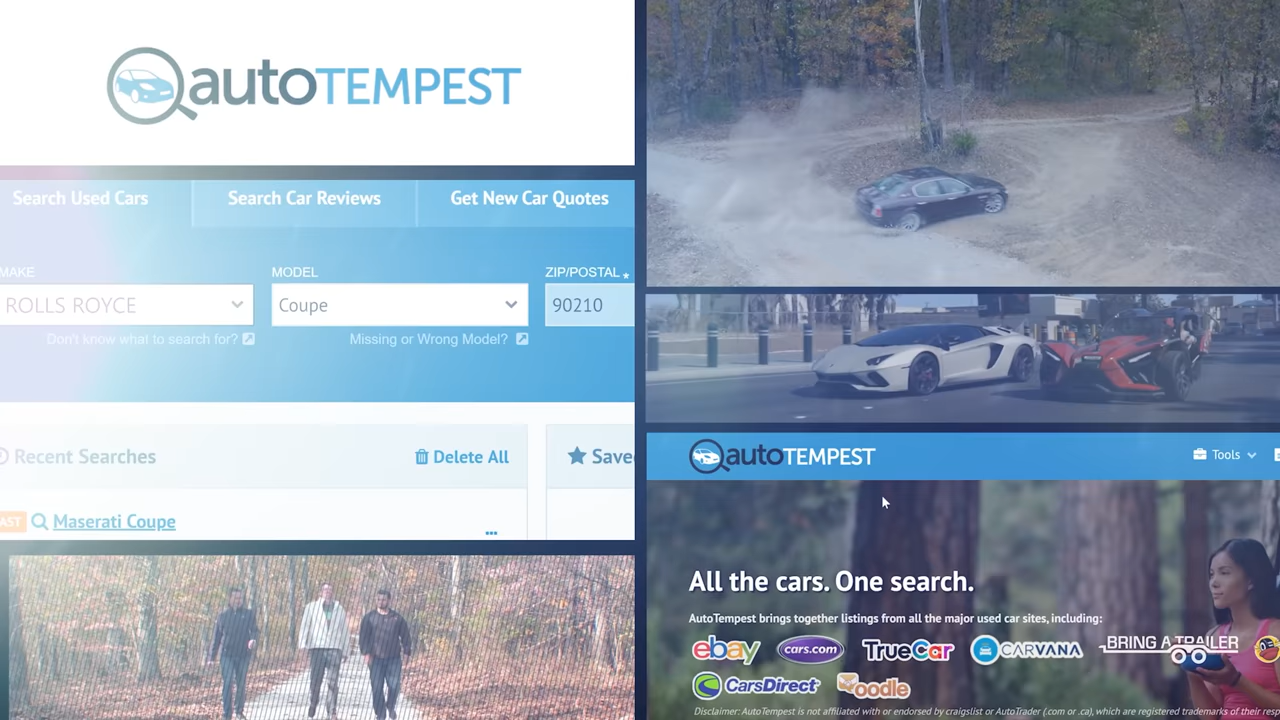 autoTEMPEST
Search Used Cars
Search Car Reviews
Get New Car Quotes
MAKE
MODEL
ZIP/POSTAL *
ROLLS ROYCE
Coupe
90210
Don't know what to search for?
Missing or Wrong Model?
Recent Searches
Delete All
Save
AST
Maserati Coupe
...
autoTEMPEST
Tools
All the cars. One search.
AutoTempest brings together listings from all the major used car sites, including:
ebay
cars.com
TrueCar
CARVANA
BRING A TRAILER
CarsDirect
oodle
Disclaimer: AutoTempest is not affiliated with or endorsed by craigslist or AutoTrader (.com or .ca), which are registered trademarks of their resp